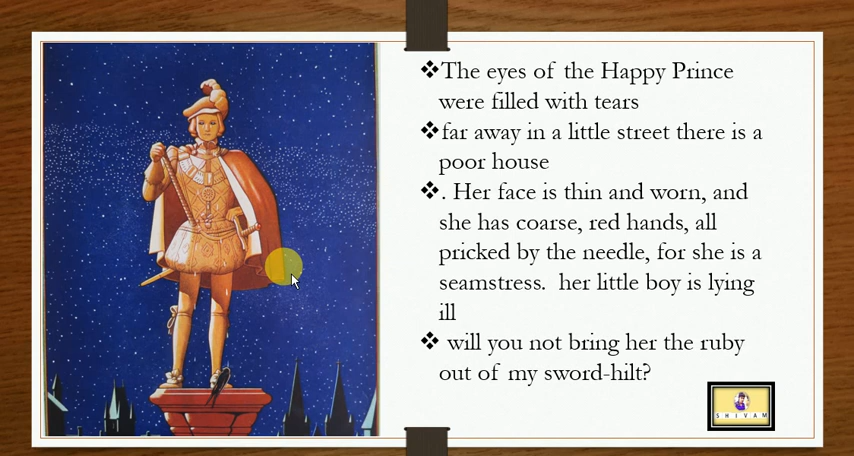 ❖The eyes of the Happy Prince
were filled with tears
❖far away in a little street there is a
poor house
❖. Her face is thin and worn, and
she has coarse, red hands, all
pricked by the needle, for she is a
seamstress. her little boy is lying
ill
❖ will you not bring her the ruby
out of my sword-hilt?
SHIVAM